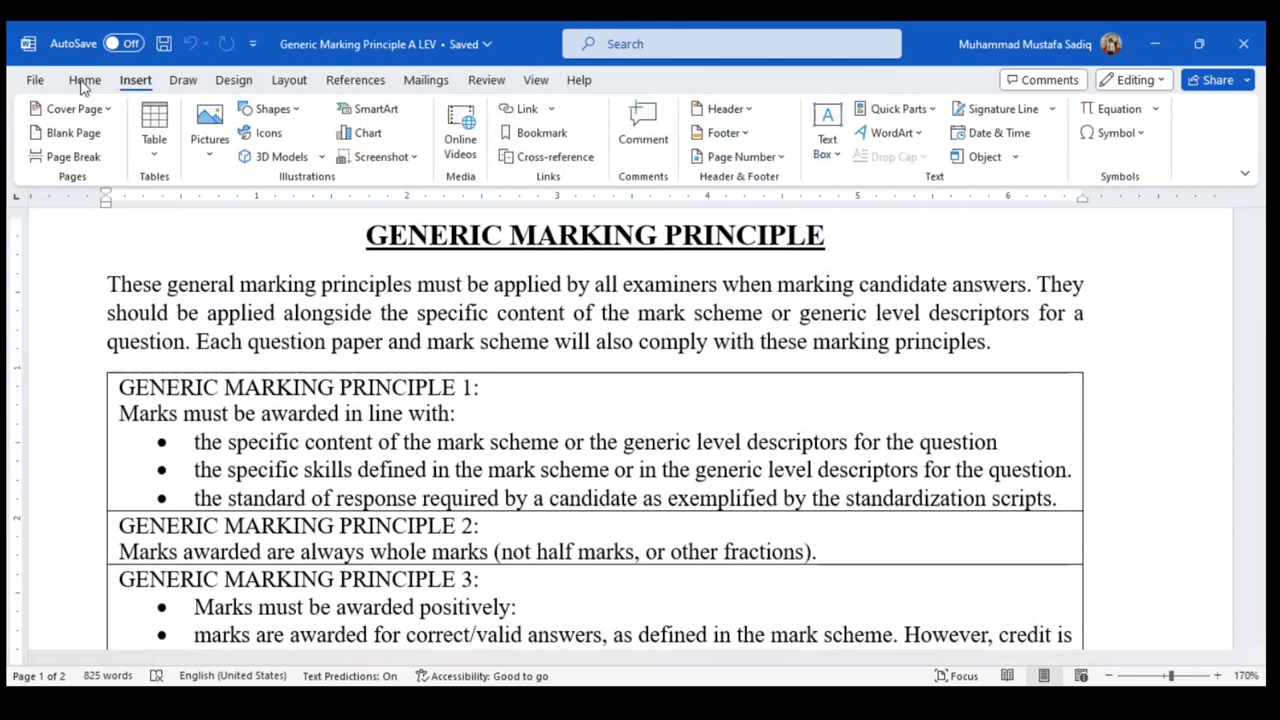 AutoSave Off Generic Marking Principle A LEV • Saved Search Muhammad Mustafa Sadiq
File Home Insert Draw Design Layout References Mailings Review View Help Comments Editing Share
Cover Page Shapes SmartArt Link Header Quick Parts Signature Line Equation
Blank Page Table Pictures Icons Chart Online Videos Bookmark Comment Footer Text Box WordArt Date & Time Symbol
Page Break 3D Models Screenshot Cross-reference Page Number Drop Cap Object
Pages Tables Illustrations Media Links Comments Header & Footer Text Symbols
1 2 3 4 5 6
GENERIC MARKING PRINCIPLE
These general marking principles must be applied by all examiners when marking candidate answers. They
should be applied alongside the specific content of the mark scheme or generic level descriptors for a
question. Each question paper and mark scheme will also comply with these marking principles.
GENERIC MARKING PRINCIPLE 1:
Marks must be awarded in line with:
• the specific content of the mark scheme or the generic level descriptors for the question
• the specific skills defined in the mark scheme or in the generic level descriptors for the question.
• the standard of response required by a candidate as exemplified by the standardization scripts.
GENERIC MARKING PRINCIPLE 2:
Marks awarded are always whole marks (not half marks, or other fractions).
GENERIC MARKING PRINCIPLE 3:
• Marks must be awarded positively:
• marks are awarded for correct/valid answers, as defined in the mark scheme. However, credit is
Page 1 of 2 825 words English (United States) Text Predictions: On Accessibility: Good to go Focus 170%